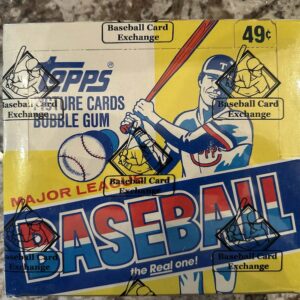 Baseball Card
Exchange
49¢
Topps
PICTURE CARDS
BUBBLE GUM
T
Baseball Card
Exchange
Baseball Card
Exchange
MAJOR LEAGUE
Baseball Card
Exchange
BASEBALL
the Real one!
Baseball Card
Exchange
Baseball Card
Exchange